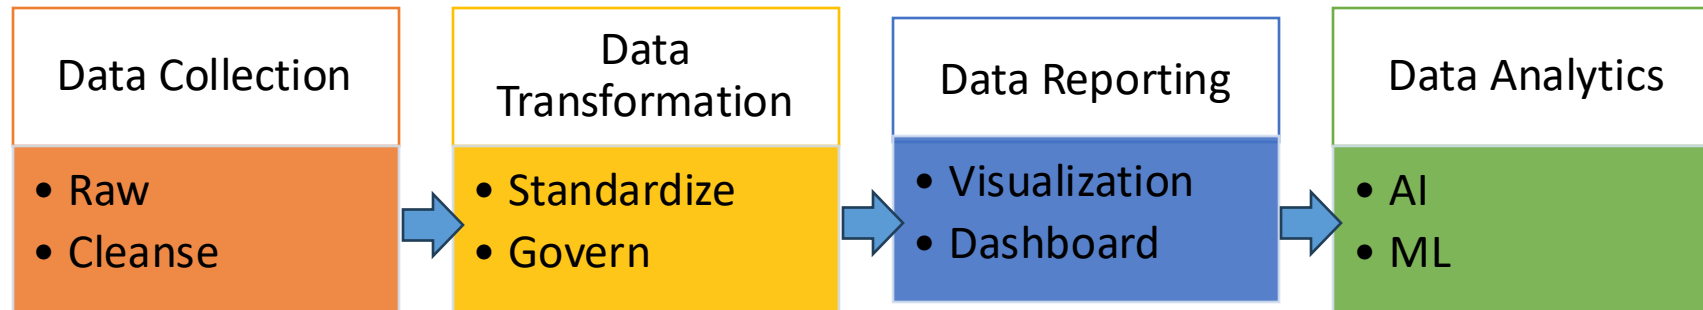 Data Collection
• Raw
• Cleanse
Data
Transformation
• Standardize
• Govern
Data Reporting
• Visualization
• Dashboard
Data Analytics
• AI
• ML